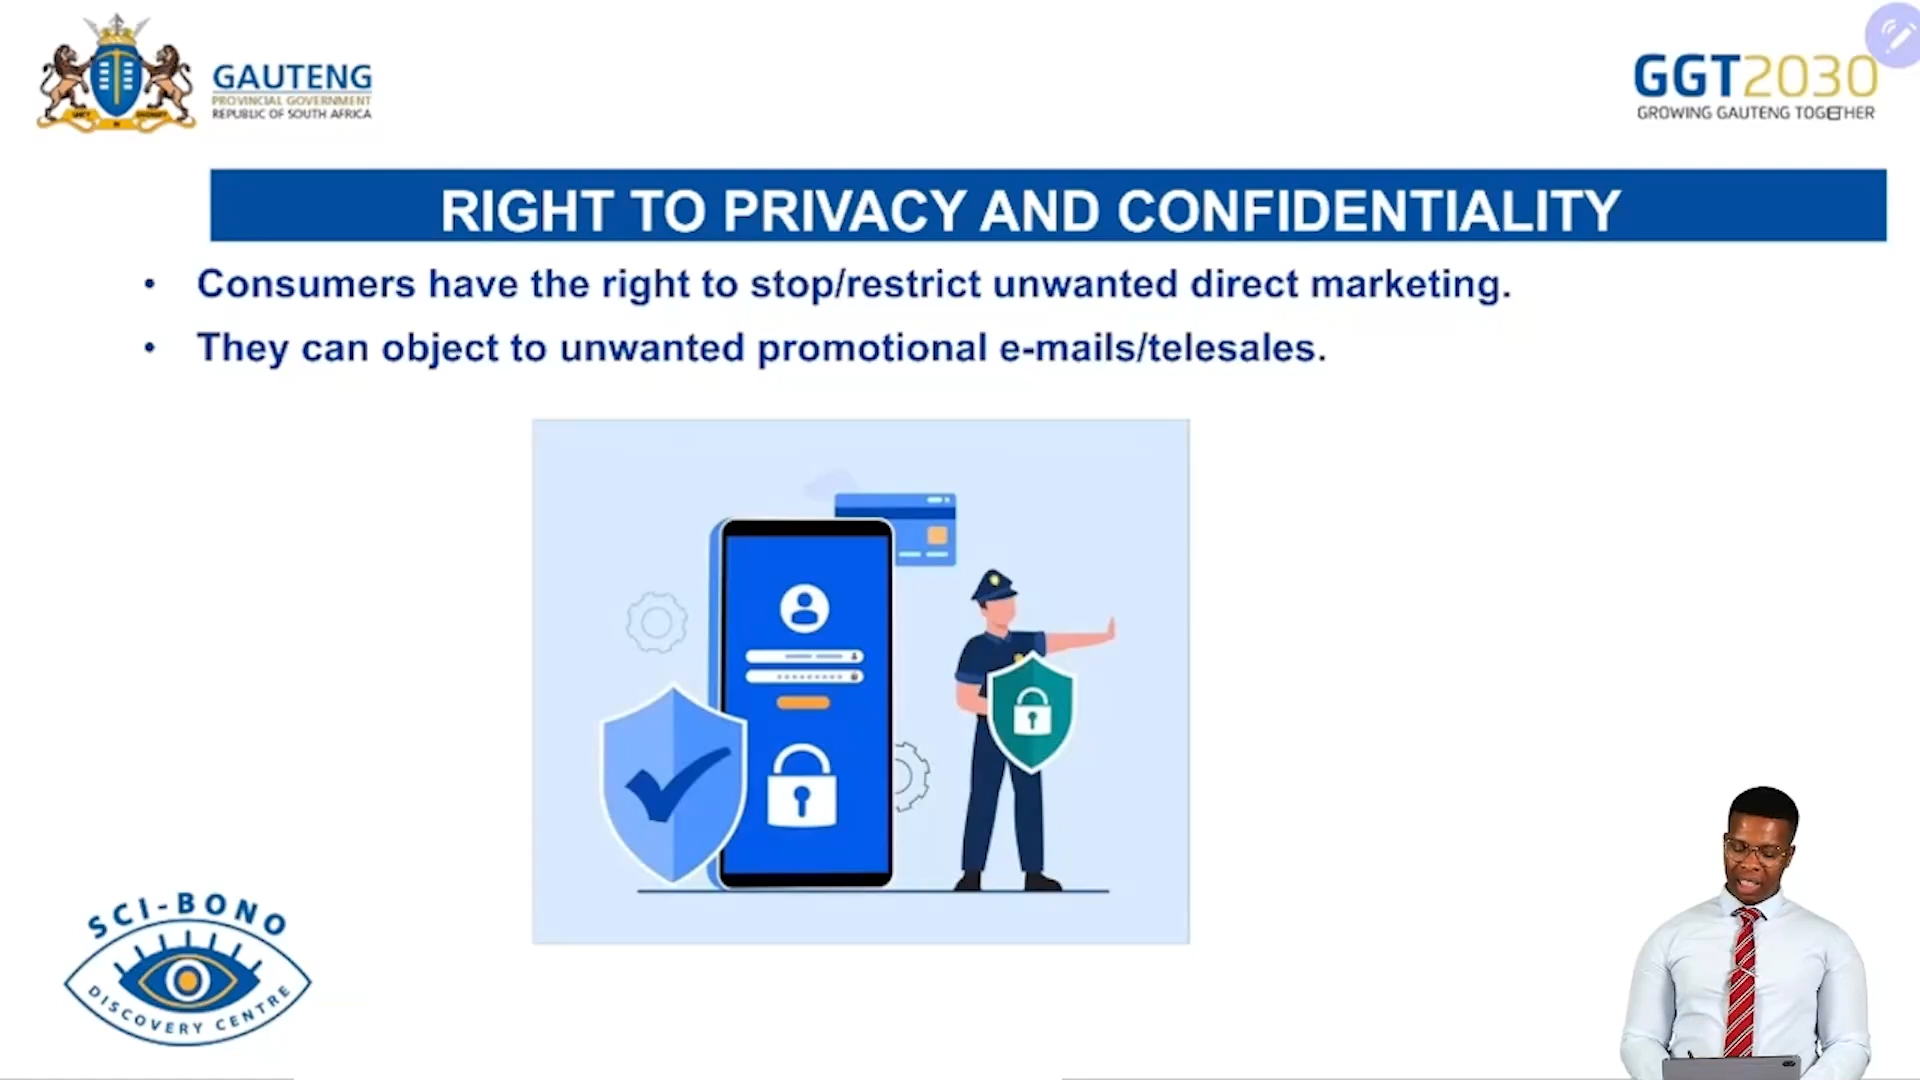 GAUTENG
PROVINCIAL GOVERNMENT
REPUBLIC OF SOUTH AFRICA
GGT2030
GROWING GAUTENG TOGETHER
RIGHT TO PRIVACY AND CONFIDENTIALITY
• Consumers have the right to stop/restrict unwanted direct marketing.
• They can object to unwanted promotional e-mails/telesales.
SCI-BONO
DISCOVERY CENTRE